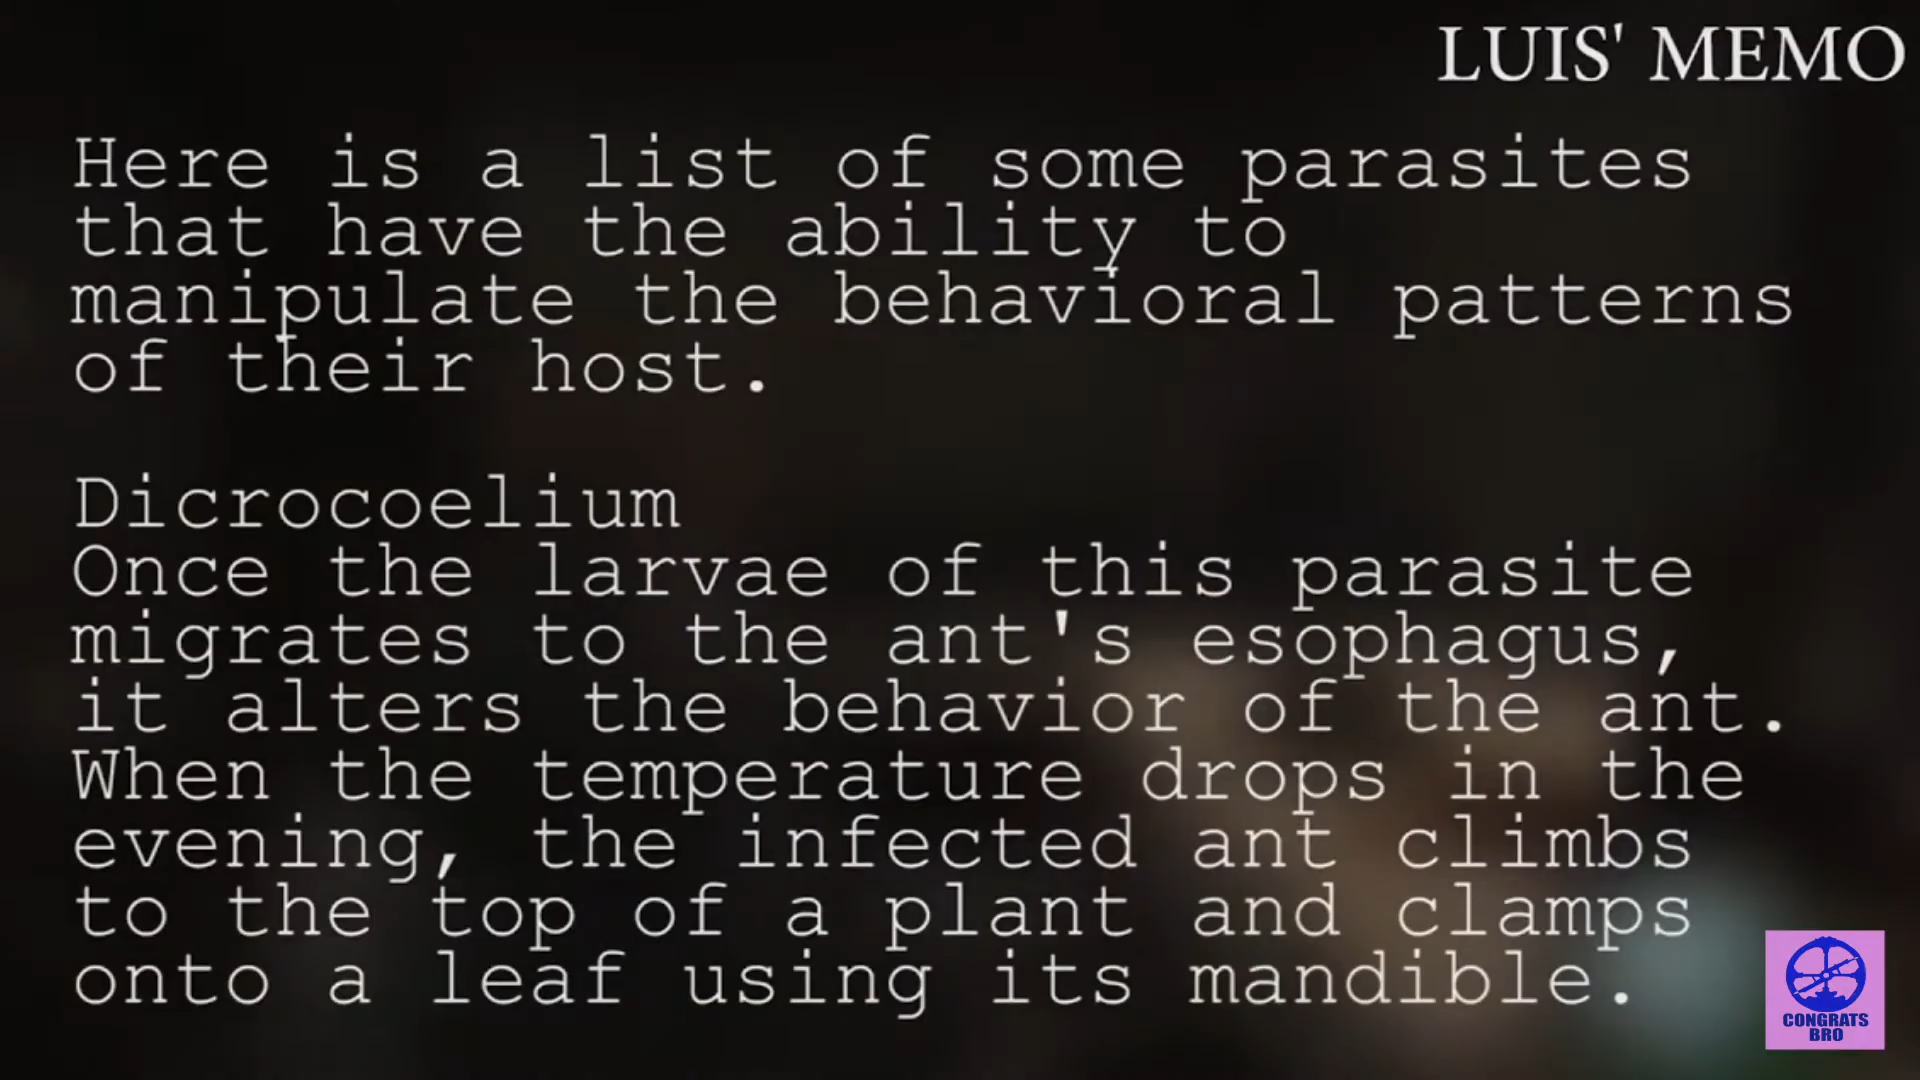 LUIS' MEMO
Here is a list of some parasites
that have the ability to
manipulate the behavioral patterns
of their host.
Dicrocoelium
Once the larvae of this parasite
migrates to the ant's esophagus,
it alters the behavior of the ant.
When the temperature drops in the
evening, the infected ant climbs
to the top of a plant and clamps
onto a leaf using its mandible.
CONGRATS
BRO